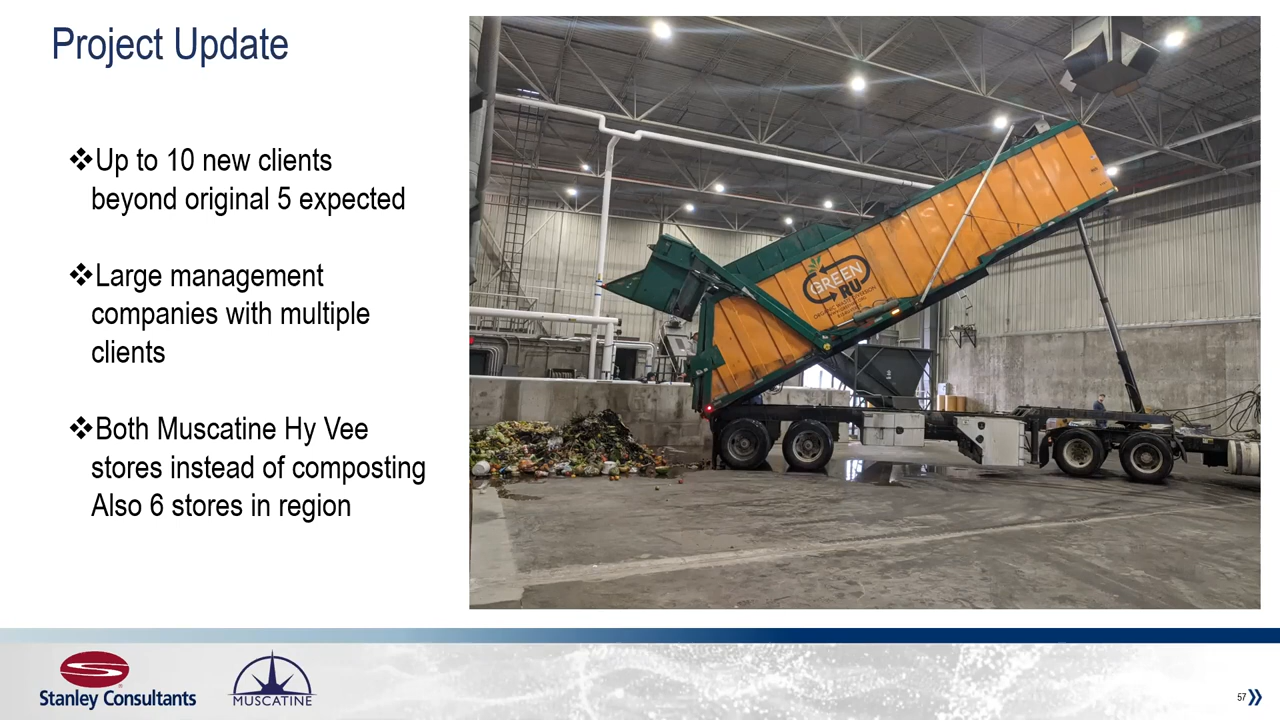 Project Update
❖Up to 10 new clients
beyond original 5 expected
❖Large management
companies with multiple
clients
❖Both Muscatine Hy Vee
stores instead of composting
Also 6 stores in region
GREEN
RU
Stanley Consultants
MUSCATINE
57